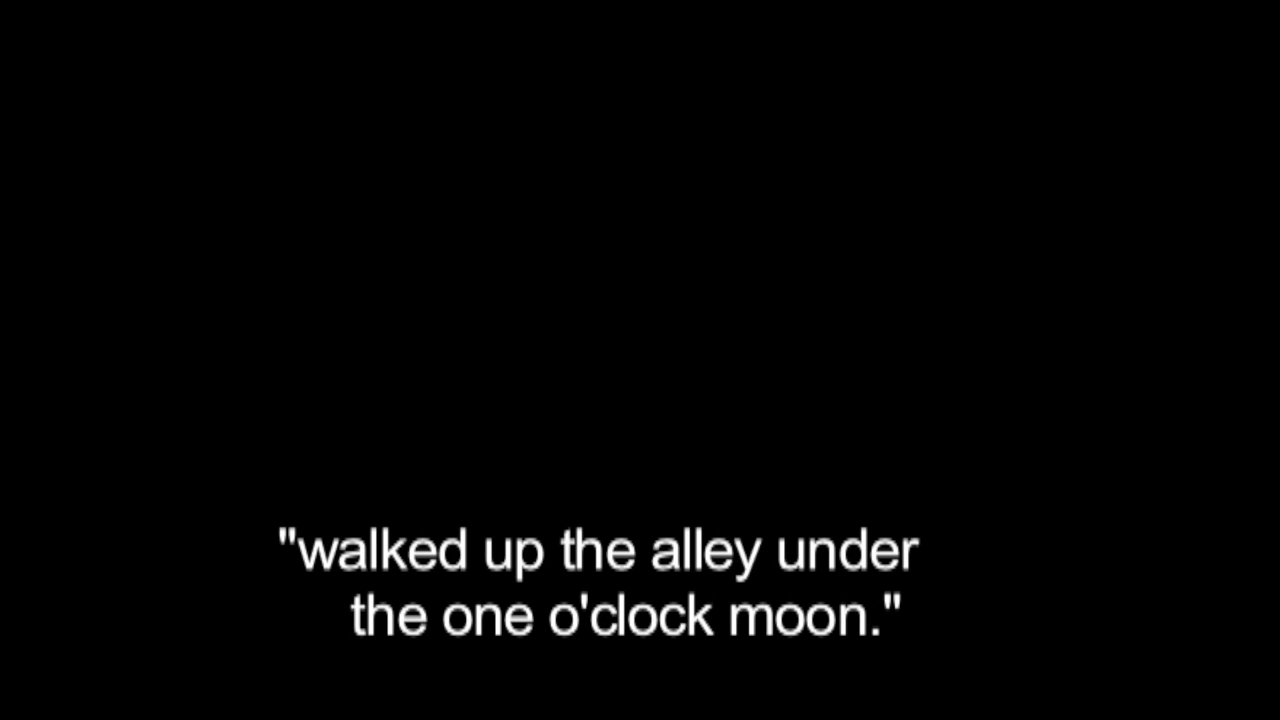 "walked up the alley under
the one o'clock moon."